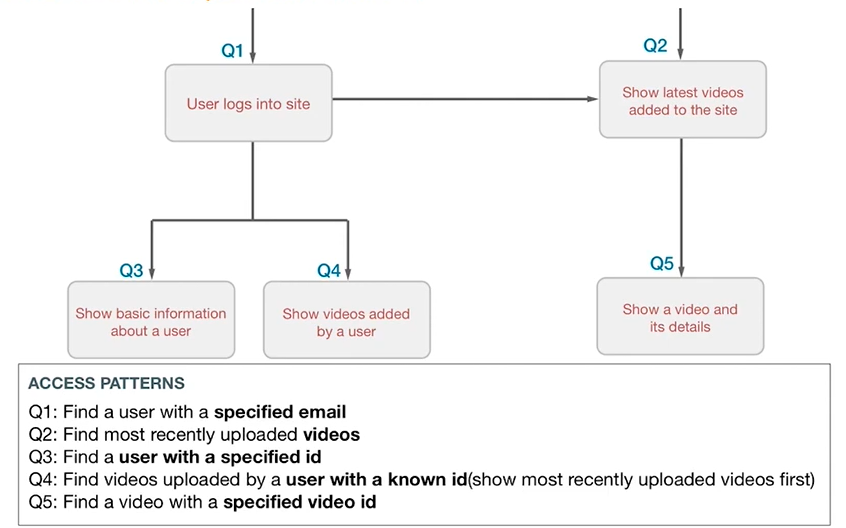 Q1
Q2
User logs into site
Show latest videos
added to the site
Q3
Q4
Q5
Show basic information
about a user
Show videos added
by a user
Show a video and
its details
ACCESS PATTERNS
Q1: Find a user with a specified email
Q2: Find most recently uploaded videos
Q3: Find a user with a specified id
Q4: Find videos uploaded by a user with a known id(show most recently uploaded videos first)
Q5: Find a video with a specified video id